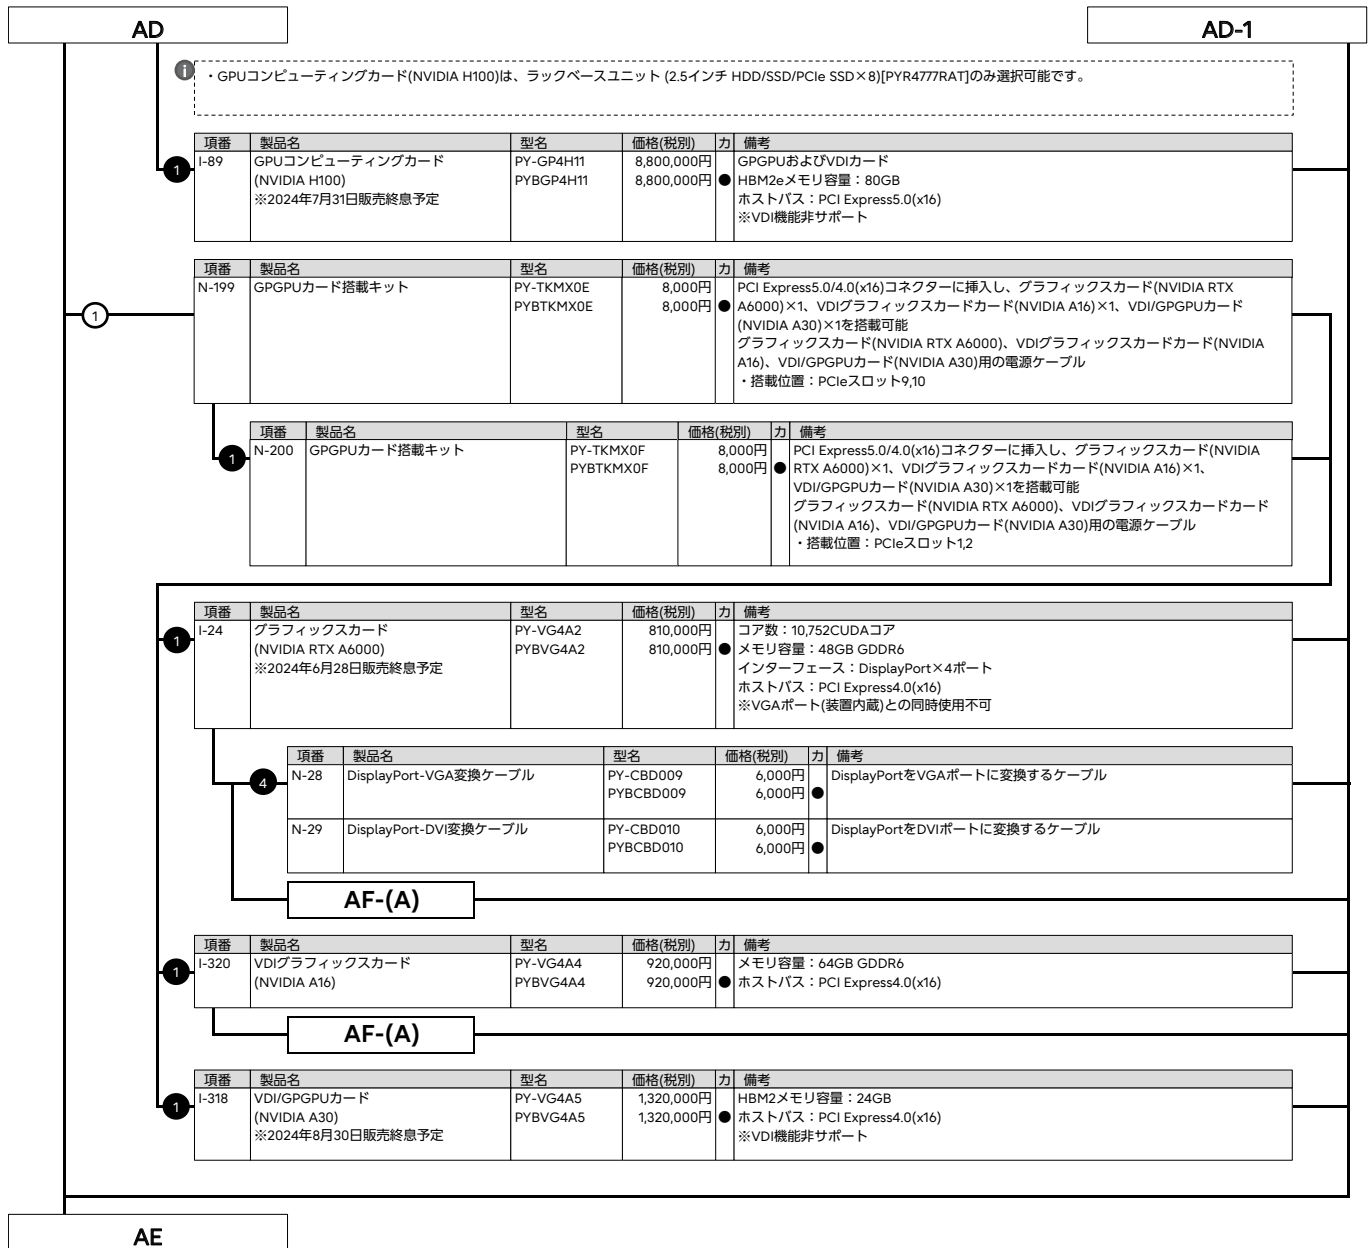 AD
AD-1
・GPUコンピューティングカード(NVIDIA H100)は、ラックベースユニット (2.5インチ HDD/SSD/PCIe SSD×8)[PYR4777RAT]のみ選択可能です。
項番 製品名 型名 価格(税別) カ 備考
1 I-89 GPUコンピューティングカード PY-GP4H11 8,800,000円 GPGPUおよびVDIカード
(NVIDIA H100) PYBGP4H11 8,800,000円 ● HBM2eメモリ容量：80GB
※2024年7月31日販売終息予定 ホストバス：PCI Express5.0(x16)
※VDI機能非サポート
項番 製品名 型名 価格(税別) カ 備考
N-199 GPGPUカード搭載キット PY-TKMX0E 8,000円 PCI Express5.0/4.0(x16)コネクターに挿入し、グラフィックスカード(NVIDIA RTX
1 PYBTKMX0E 8,000円 ● A6000)×1、VDIグラフィックスカードカード(NVIDIA A16)×1、VDI/GPGPUカード
(NVIDIA A30)×1を搭載可能
グラフィックスカード(NVIDIA RTX A6000)、VDIグラフィックスカードカード(NVIDIA
A16)、VDI/GPGPUカード(NVIDIA A30)用の電源ケーブル
・搭載位置：PCIeスロット9,10
項番 製品名 型名 価格(税別) カ 備考
1 N-200 GPGPUカード搭載キット PY-TKMX0F 8,000円 PCI Express5.0/4.0(x16)コネクターに挿入し、グラフィックスカード(NVIDIA
PYBTKMX0F 8,000円 ● RTX A6000)×1、VDIグラフィックスカードカード(NVIDIA A16)×1、
VDI/GPGPUカード(NVIDIA A30)×1を搭載可能
グラフィックスカード(NVIDIA RTX A6000)、VDIグラフィックスカードカード
(NVIDIA A16)、VDI/GPGPUカード(NVIDIA A30)用の電源ケーブル
・搭載位置：PCIeスロット1,2
項番 製品名 型名 価格(税別) カ 備考
1 I-24 グラフィックスカード PY-VG4A2 810,000円 コア数：10,752CUDAコア
(NVIDIA RTX A6000) PYBVG4A2 810,000円 ● メモリ容量：48GB GDDR6
※2024年6月28日販売終息予定 インターフェース：DisplayPort×4ポート
ホストバス：PCI Express4.0(x16)
※VGAポート(装置内蔵)との同時使用不可
項番 製品名 型名 価格(税別) カ 備考
4 N-28 DisplayPort-VGA変換ケーブル PY-CBD009 6,000円 DisplayPortをVGAポートに変換するケーブル
PYBCBD009 6,000円 ●
N-29 DisplayPort-DVI変換ケーブル PY-CBD010 6,000円 DisplayPortをDVIポートに変換するケーブル
PYBCBD010 6,000円 ●
AF-(A)
項番 製品名 型名 価格(税別) カ 備考
1 I-320 VDIグラフィックスカード PY-VG4A4 920,000円 メモリ容量：64GB GDDR6
(NVIDIA A16) PYBVG4A4 920,000円 ● ホストバス：PCI Express4.0(x16)
AF-(A)
項番 製品名 型名 価格(税別) カ 備考
1 I-318 VDI/GPGPUカード PY-VG4A5 1,320,000円 HBM2メモリ容量：24GB
(NVIDIA A30) PYBVG4A5 1,320,000円 ● ホストバス：PCI Express4.0(x16)
※2024年8月30日販売終息予定 ※VDI機能非サポート
AE